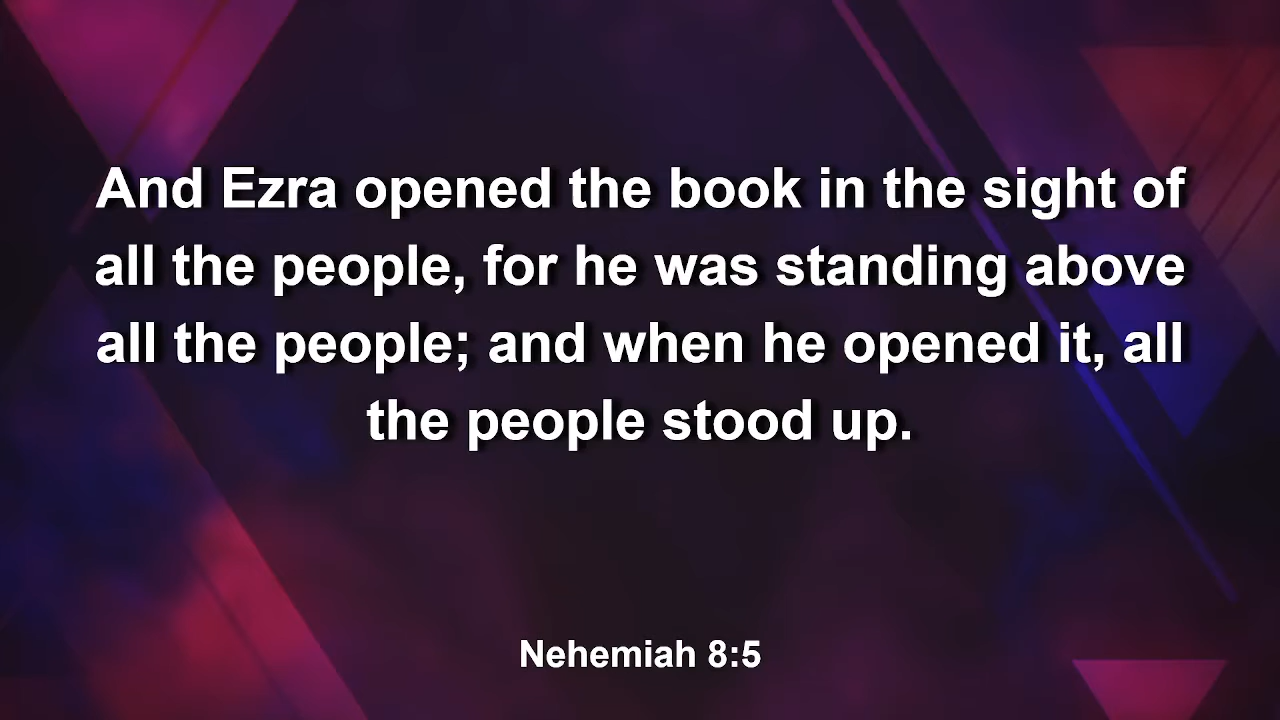 And Ezra opened the book in the sight of
all the people, for he was standing above
all the people; and when he opened it, all
the people stood up.
Nehemiah 8:5